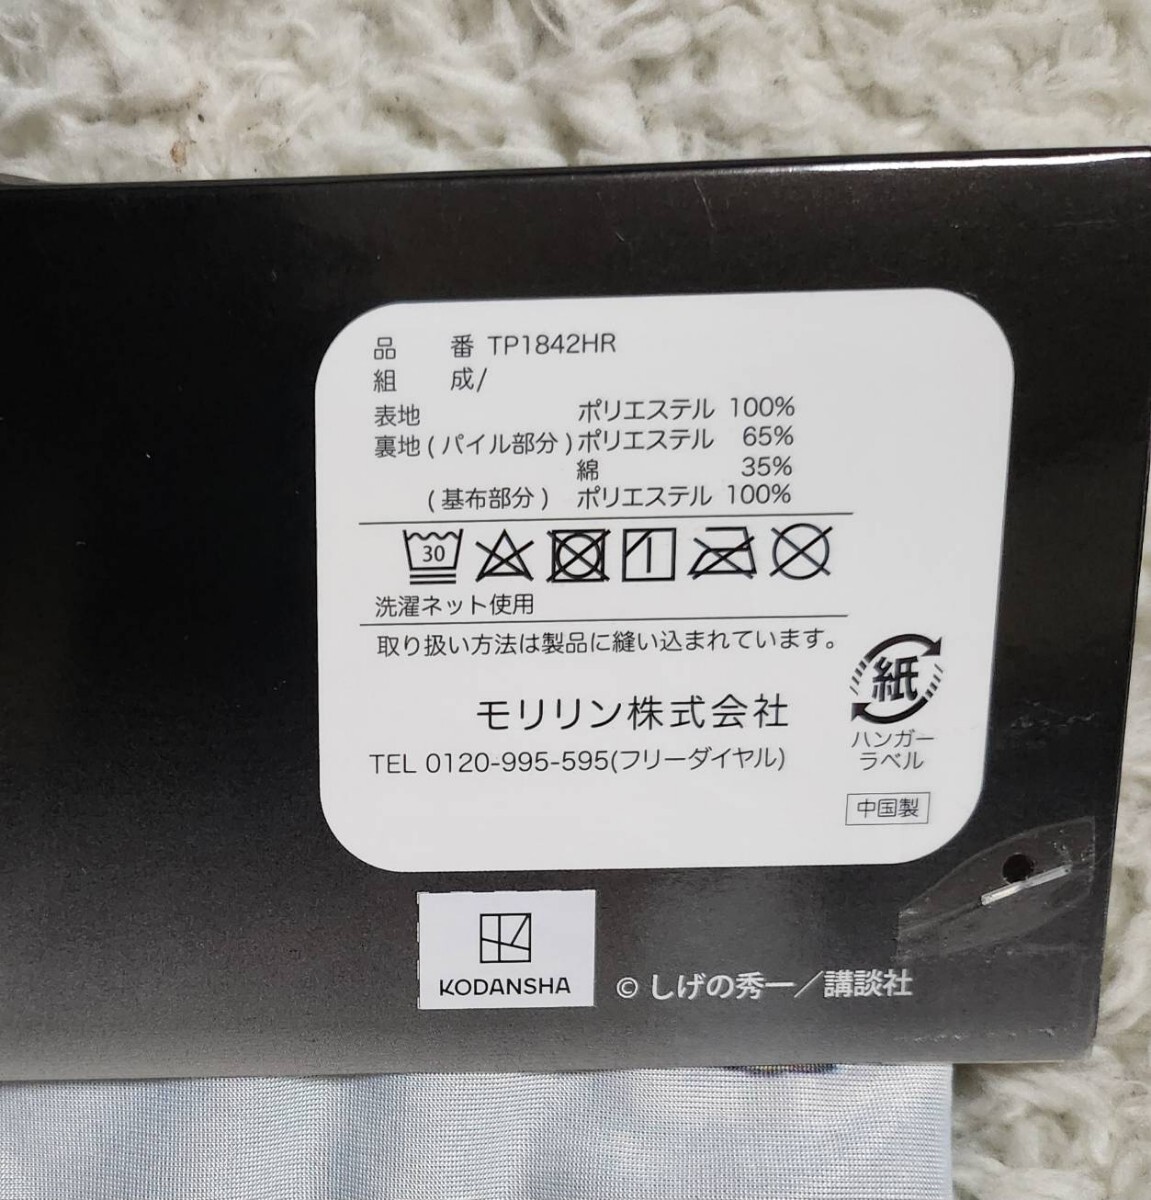 品 番 TP1842HR
組 成/
表地 ポリエステル 100%
裏地(パイル部分)ポリエステル 65%
綿 35%
(基布部分) ポリエステル 100%
30
洗濯ネット使用
取り扱い方法は製品に縫い込まれています。
紙
ハンガー
ラベル
モリリン株式会社
TEL 0120-995-595(フリーダイヤル)
中国製
KODANSHA
© しげの秀一／講談社